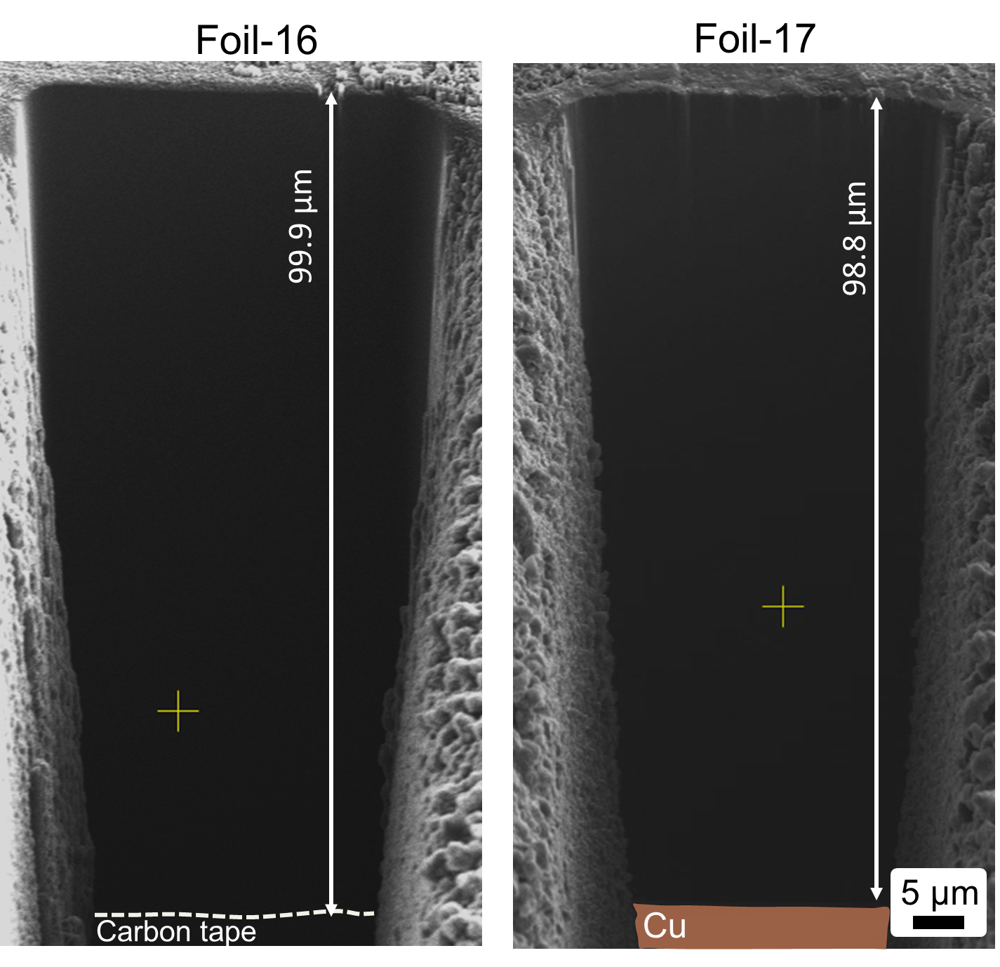 Foil-16
Foil-17
99.9 µm
98.8 µm
Carbon tape
Cu
5 µm